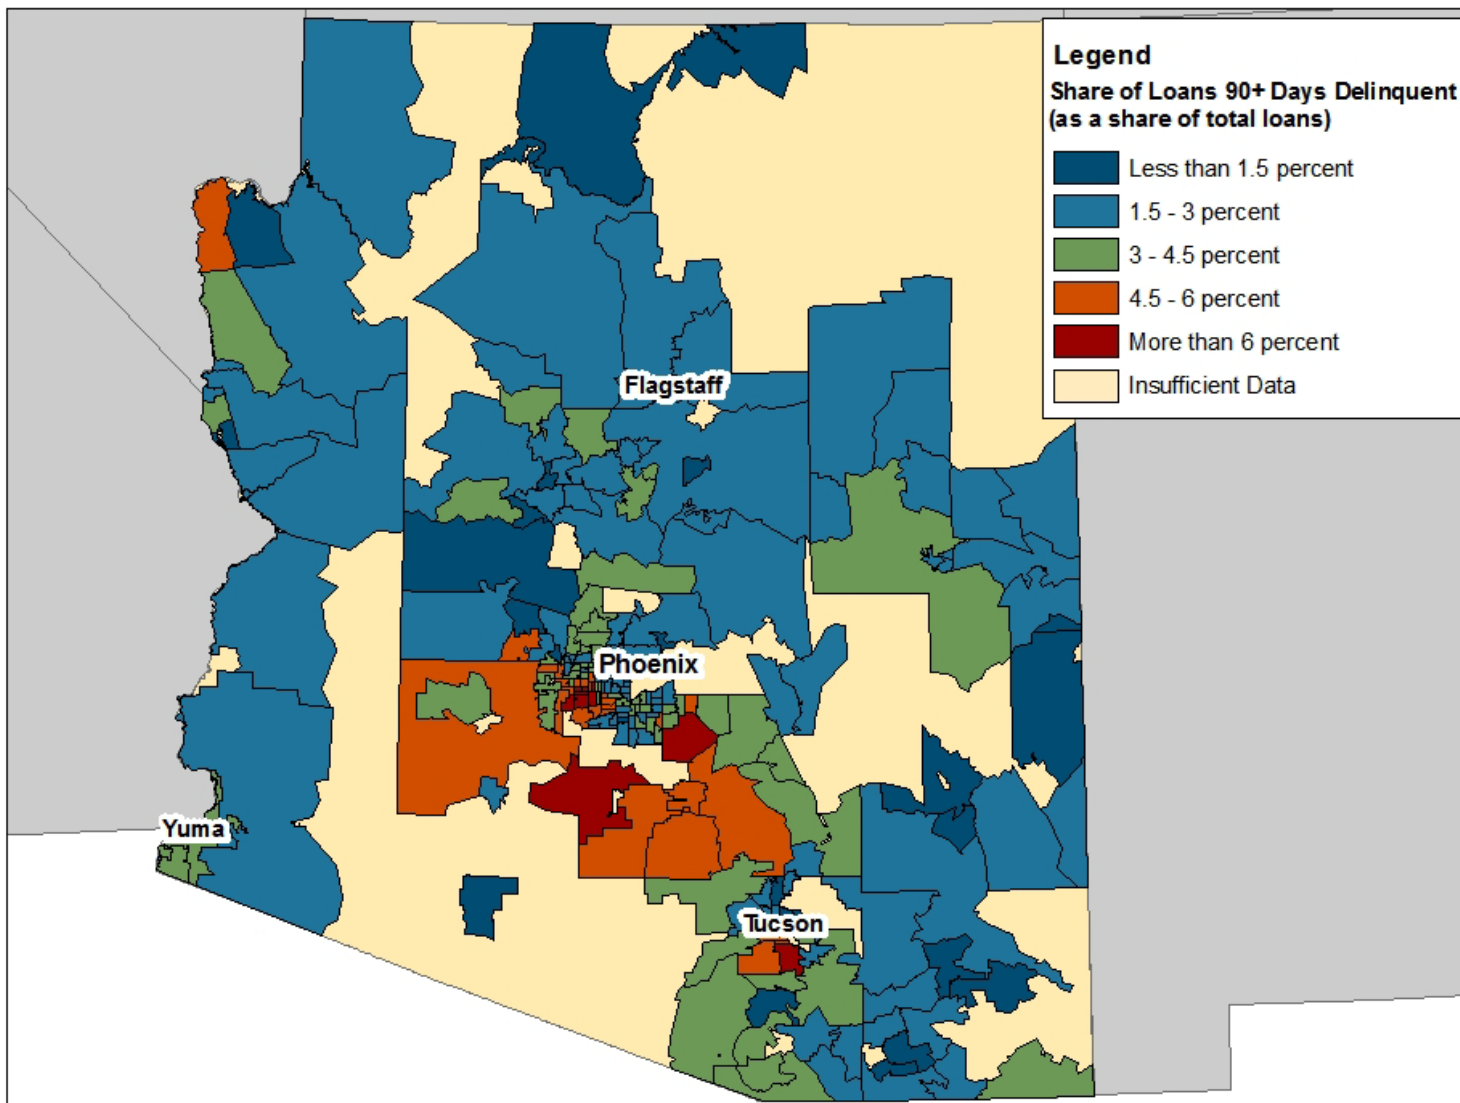 Legend
Share of Loans 90+ Days Delinquent
(as a share of total loans)
Less than 1.5 percent
1.5 - 3 percent
3 - 4.5 percent
4.5 - 6 percent
More than 6 percent
Insufficient Data
Flagstaff
Phoenix
Yuma
Tucson